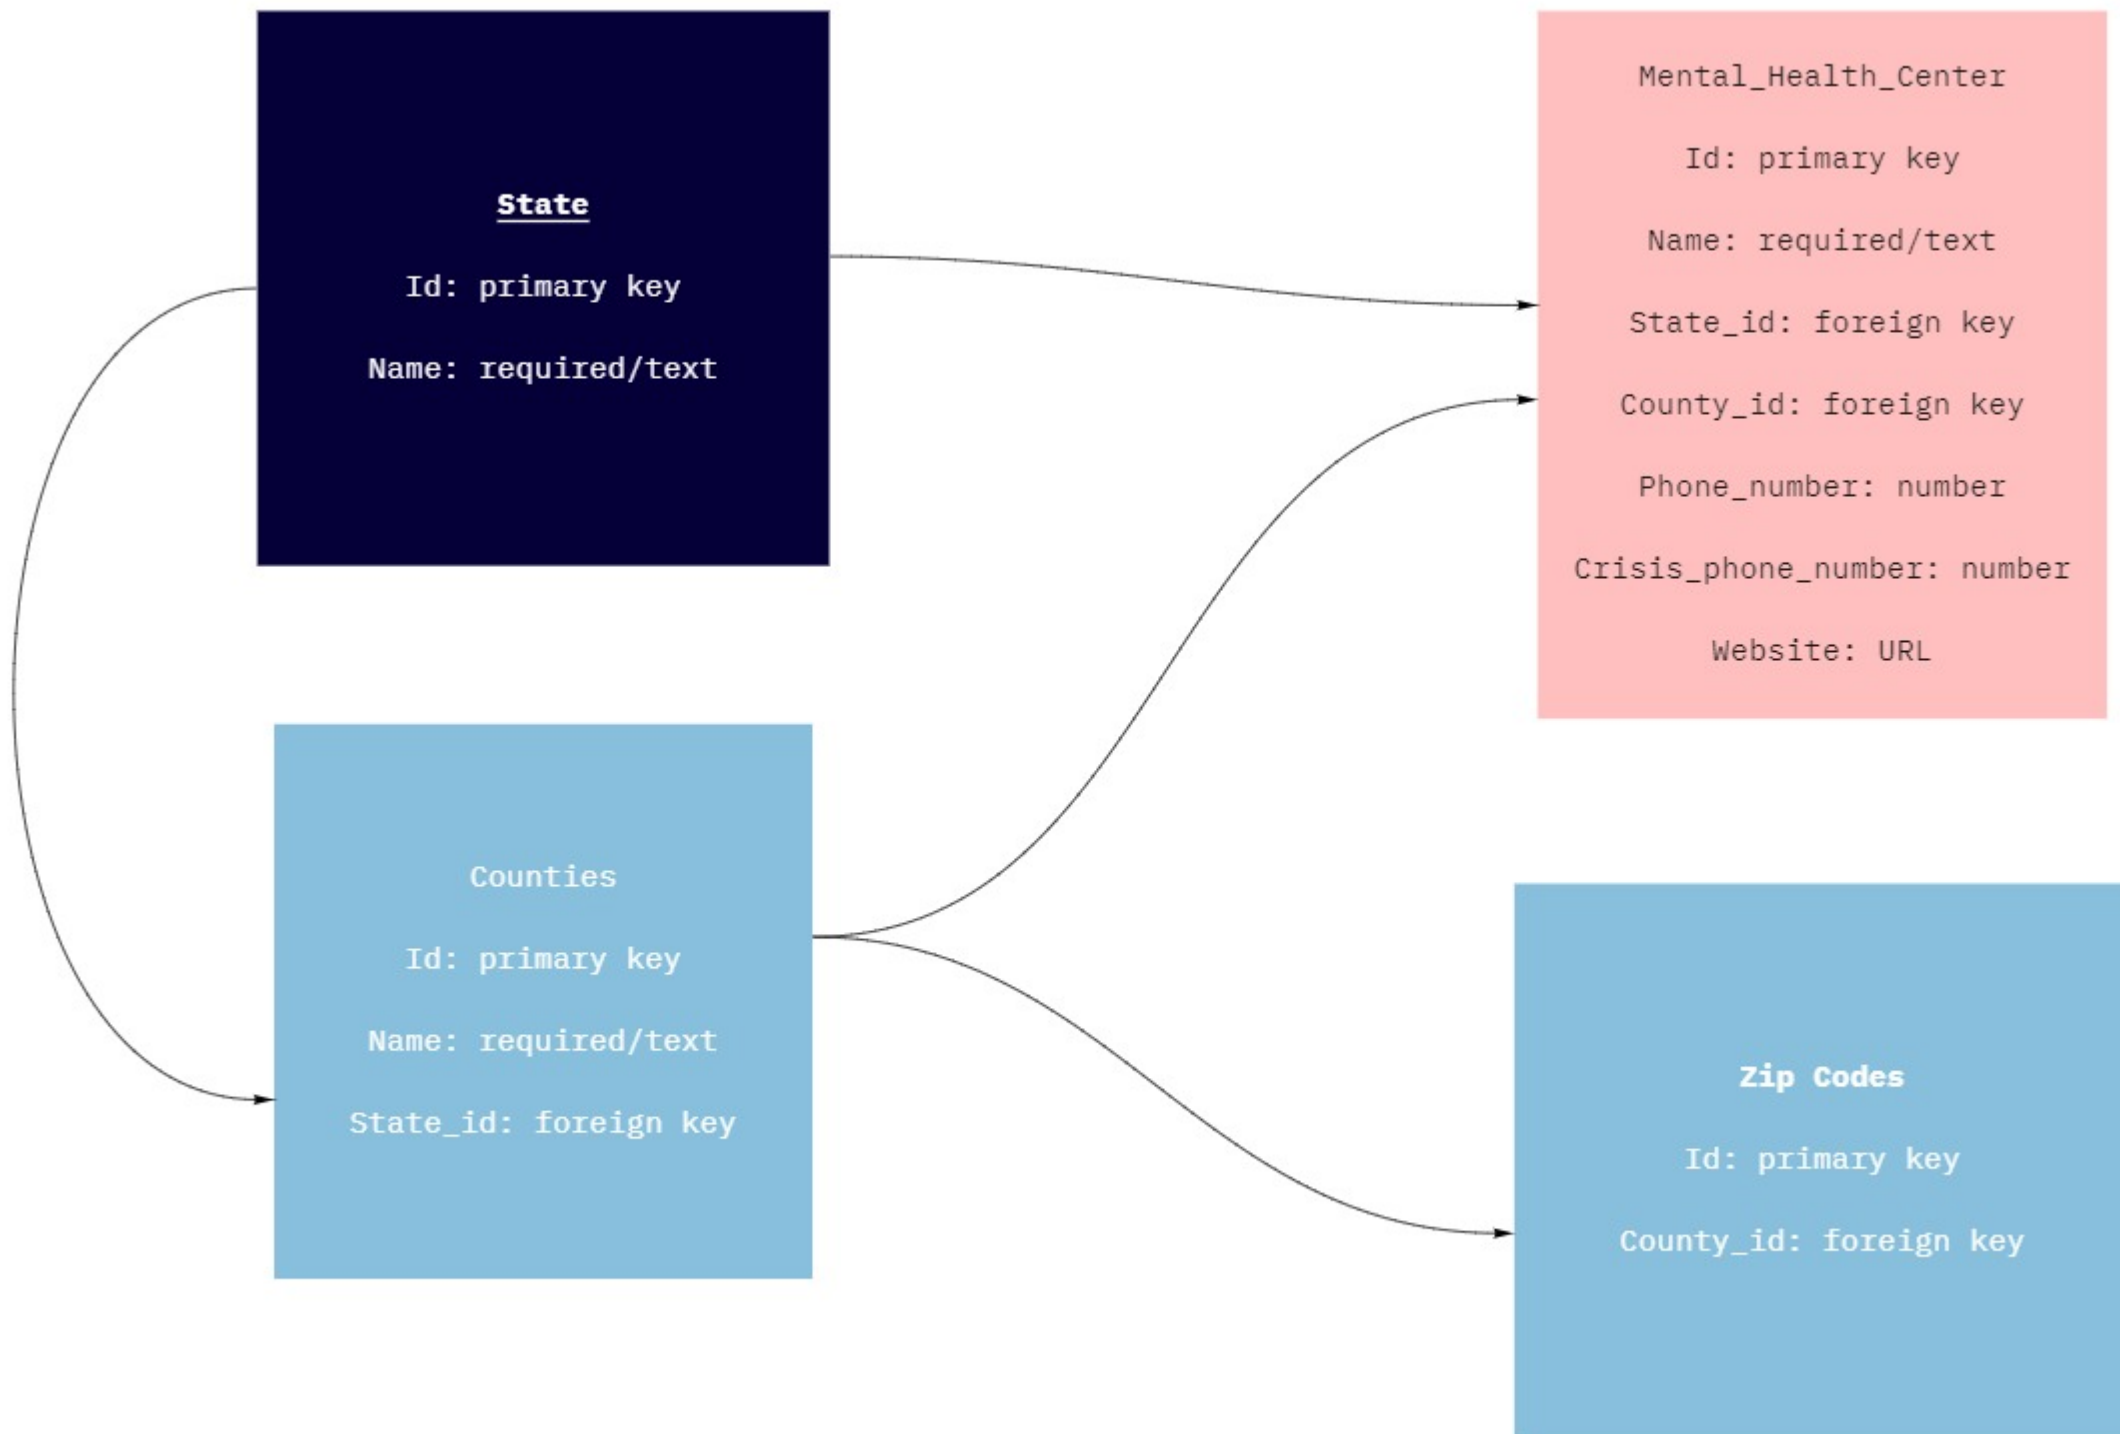 State
Id: primary key
Name: required/text
Mental_Health_Center
Id: primary key
Name: required/text
State_id: foreign key
County_id: foreign key
Phone_number: number
Crisis_phone_number: number
Website: URL
Counties
Id: primary key
Name: required/text
State_id: foreign key
Zip Codes
Id: primary key
County_id: foreign key